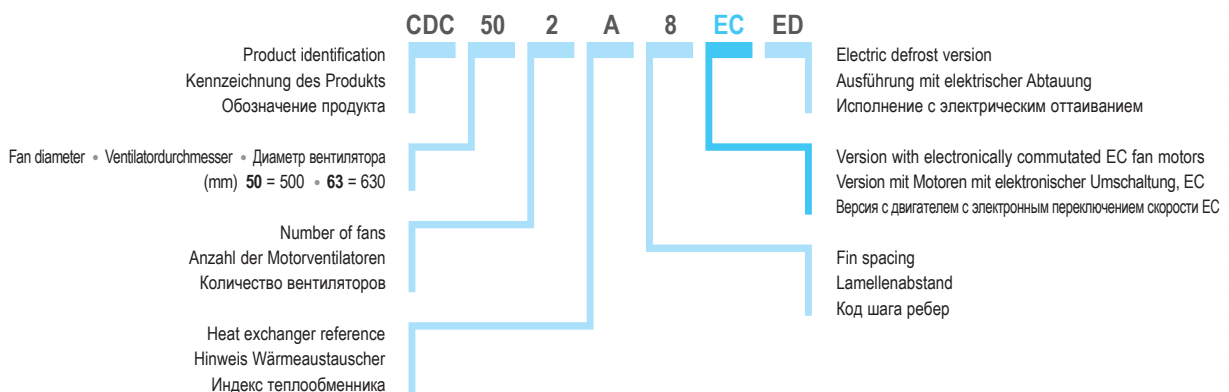 CDC 50 2 A 8 EC ED
Product identification
Kennzeichnung des Produkts
Обозначение продукта
Fan diameter • Ventilatordurchmesser • Диаметр вентилятора
(mm) 50 = 500 • 63 = 630
Number of fans
Anzahl der Motorventilatoren
Количество вентиляторов
Heat exchanger reference
Hinweis Wärmeaustauscher
Индекс теплообменника
Electric defrost version
Ausführung mit elektrischer Abtauung
Исполнение с электрическим оттаиванием
Version with electronically commutated EC fan motors
Version mit Motoren mit elektronischer Umschaltung, EC
Версия с двигателем с электронным переключением скорости EC
Fin spacing
Lamellenabstand
Код шага ребер